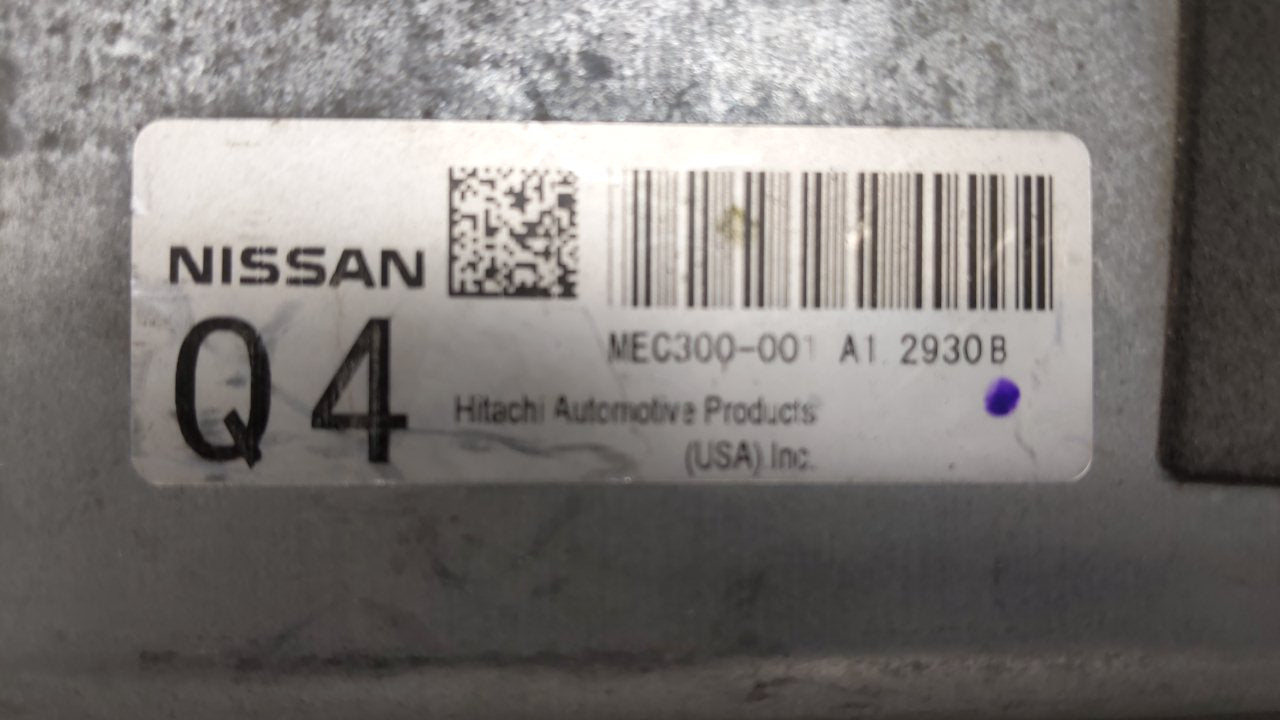 NISSAN
Q4
MEC300-001 A1 2930B
Hitachi Automotive Products
(USA) Inc.